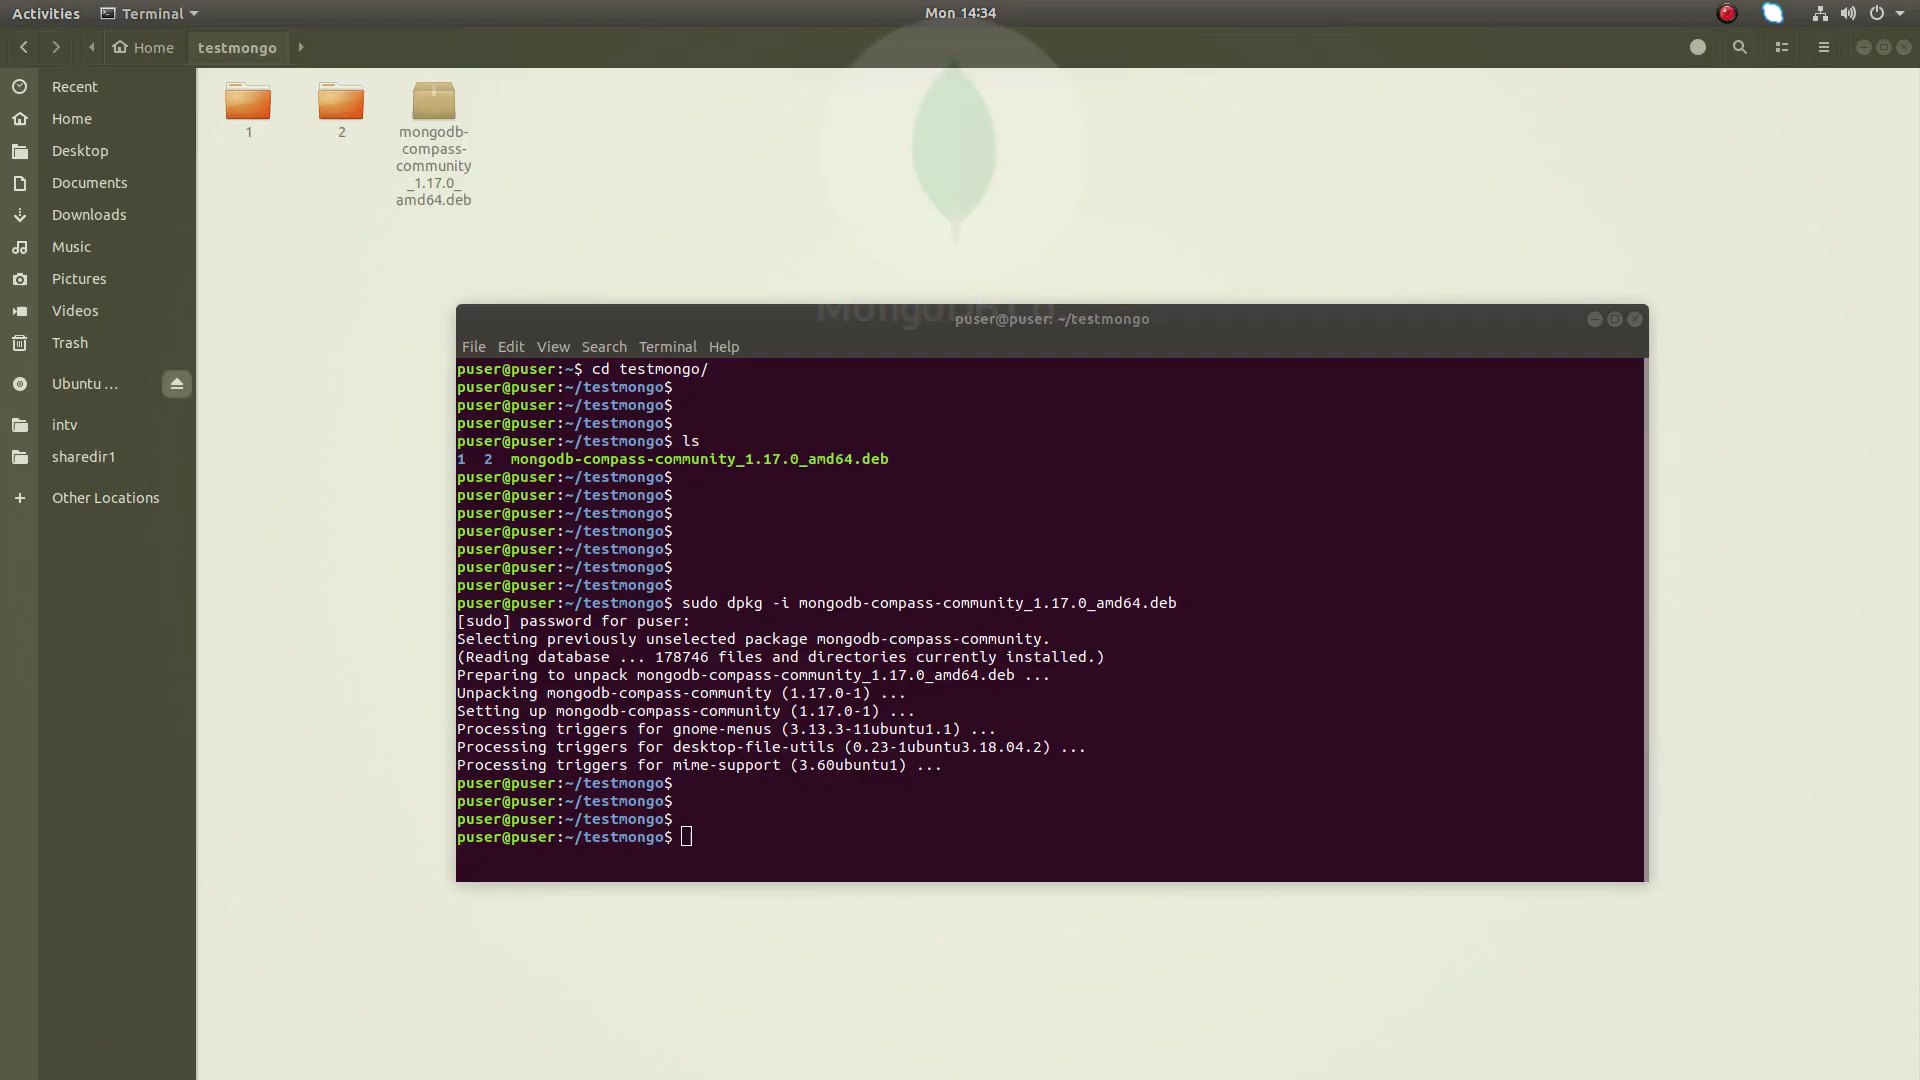 Activities
Terminal
Mon 14:34
Home
testmongo
Recent
Home
Desktop
Documents
Downloads
Music
Pictures
Videos
Trash
Ubuntu ...
intv
sharedir1
Other Locations
1
2
mongodb-
compass-
community
_1.17.0_
amd64.deb
puser@puser: ~/testmongo
File Edit View Search Terminal Help
puser@puser:~$ cd testmongo/
puser@puser:~/testmongo$
puser@puser:~/testmongo$
puser@puser:~/testmongo$
puser@puser:~/testmongo$ ls
1 2 mongodb-compass-community_1.17.0_amd64.deb
puser@puser:~/testmongo$
puser@puser:~/testmongo$
puser@puser:~/testmongo$
puser@puser:~/testmongo$
puser@puser:~/testmongo$
puser@puser:~/testmongo$
puser@puser:~/testmongo$
puser@puser:~/testmongo$ sudo dpkg -i mongodb-compass-community_1.17.0_amd64.deb
[sudo] password for puser:
Selecting previously unselected package mongodb-compass-community.
(Reading database ... 178746 files and directories currently installed.)
Preparing to unpack mongodb-compass-community_1.17.0_amd64.deb ...
Unpacking mongodb-compass-community (1.17.0-1) ...
Setting up mongodb-compass-community (1.17.0-1) ...
Processing triggers for gnome-menus (3.13.3-11ubuntu1.1) ...
Processing triggers for desktop-file-utils (0.23-1ubuntu3.18.04.2) ...
Processing triggers for mime-support (3.60ubuntu1) ...
puser@puser:~/testmongo$
puser@puser:~/testmongo$
puser@puser:~/testmongo$
puser@puser:~/testmongo$